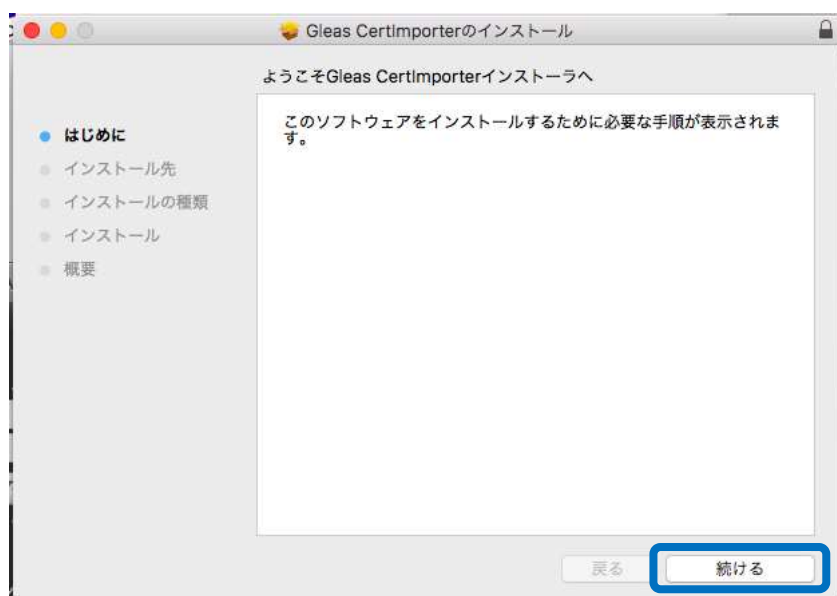 Gleas CertImporterのインストール
ようこそGleas CertImporterインストーラへ
はじめに
インストール先
インストールの種類
インストール
概要
このソフトウェアをインストールするために必要な手順が表示されま
す。
戻る
続ける